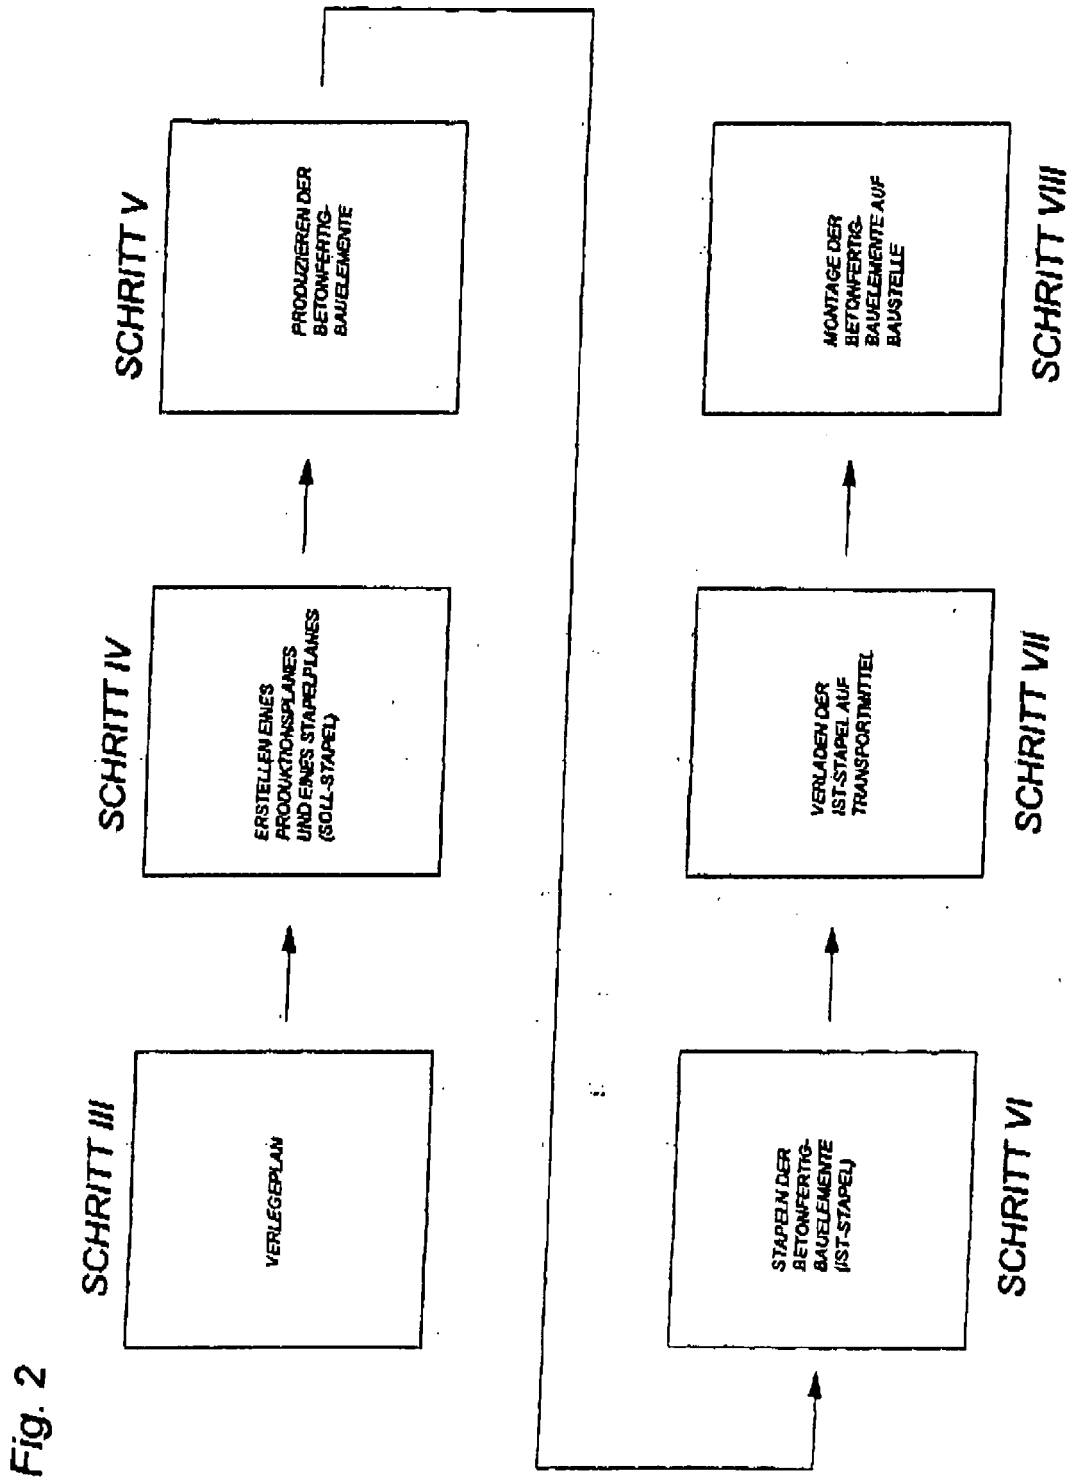 Fig. 2
SCHRITT III
VERLEGEPLAN
SCHRITT IV
ERSTELLEN EINES
PRODUKTIONSPLANES
UND EINES STAPELPLANES
(SOLL-STAPEL)
SCHRITT V
PRODUZIEREN DER
BETONFERTIG-
BAUELEMENTE
STAPELN DER
BETONFERTIG-
BAUELEMENTE
(IST-STAPEL)
SCHRITT VI
VERLADEN DER
IST-STAPEL AUF
TRANSPORTMITTEL
SCHRITT VII
MONTAGE DER
BETONFERTIG-
BAUELEMENTE AUF
BAUSTELLE
SCHRITT VIII